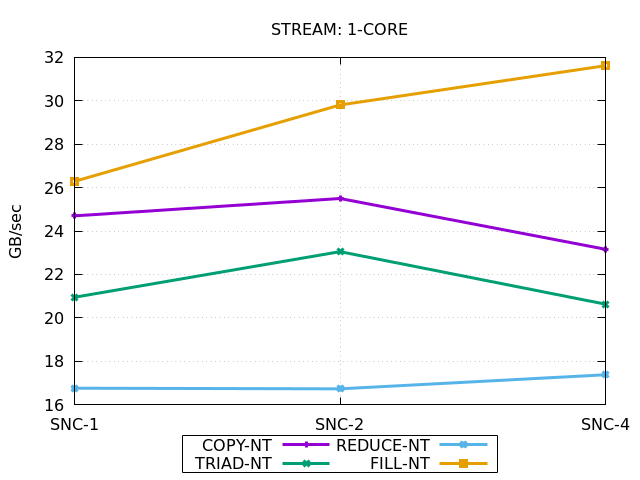 STREAM: 1-CORE
32
30
28
26
24
22
20
18
16
GB/sec
SNC-1 SNC-2 SNC-4
COPY-NT REDUCE-NT
TRIAD-NT FILL-NT